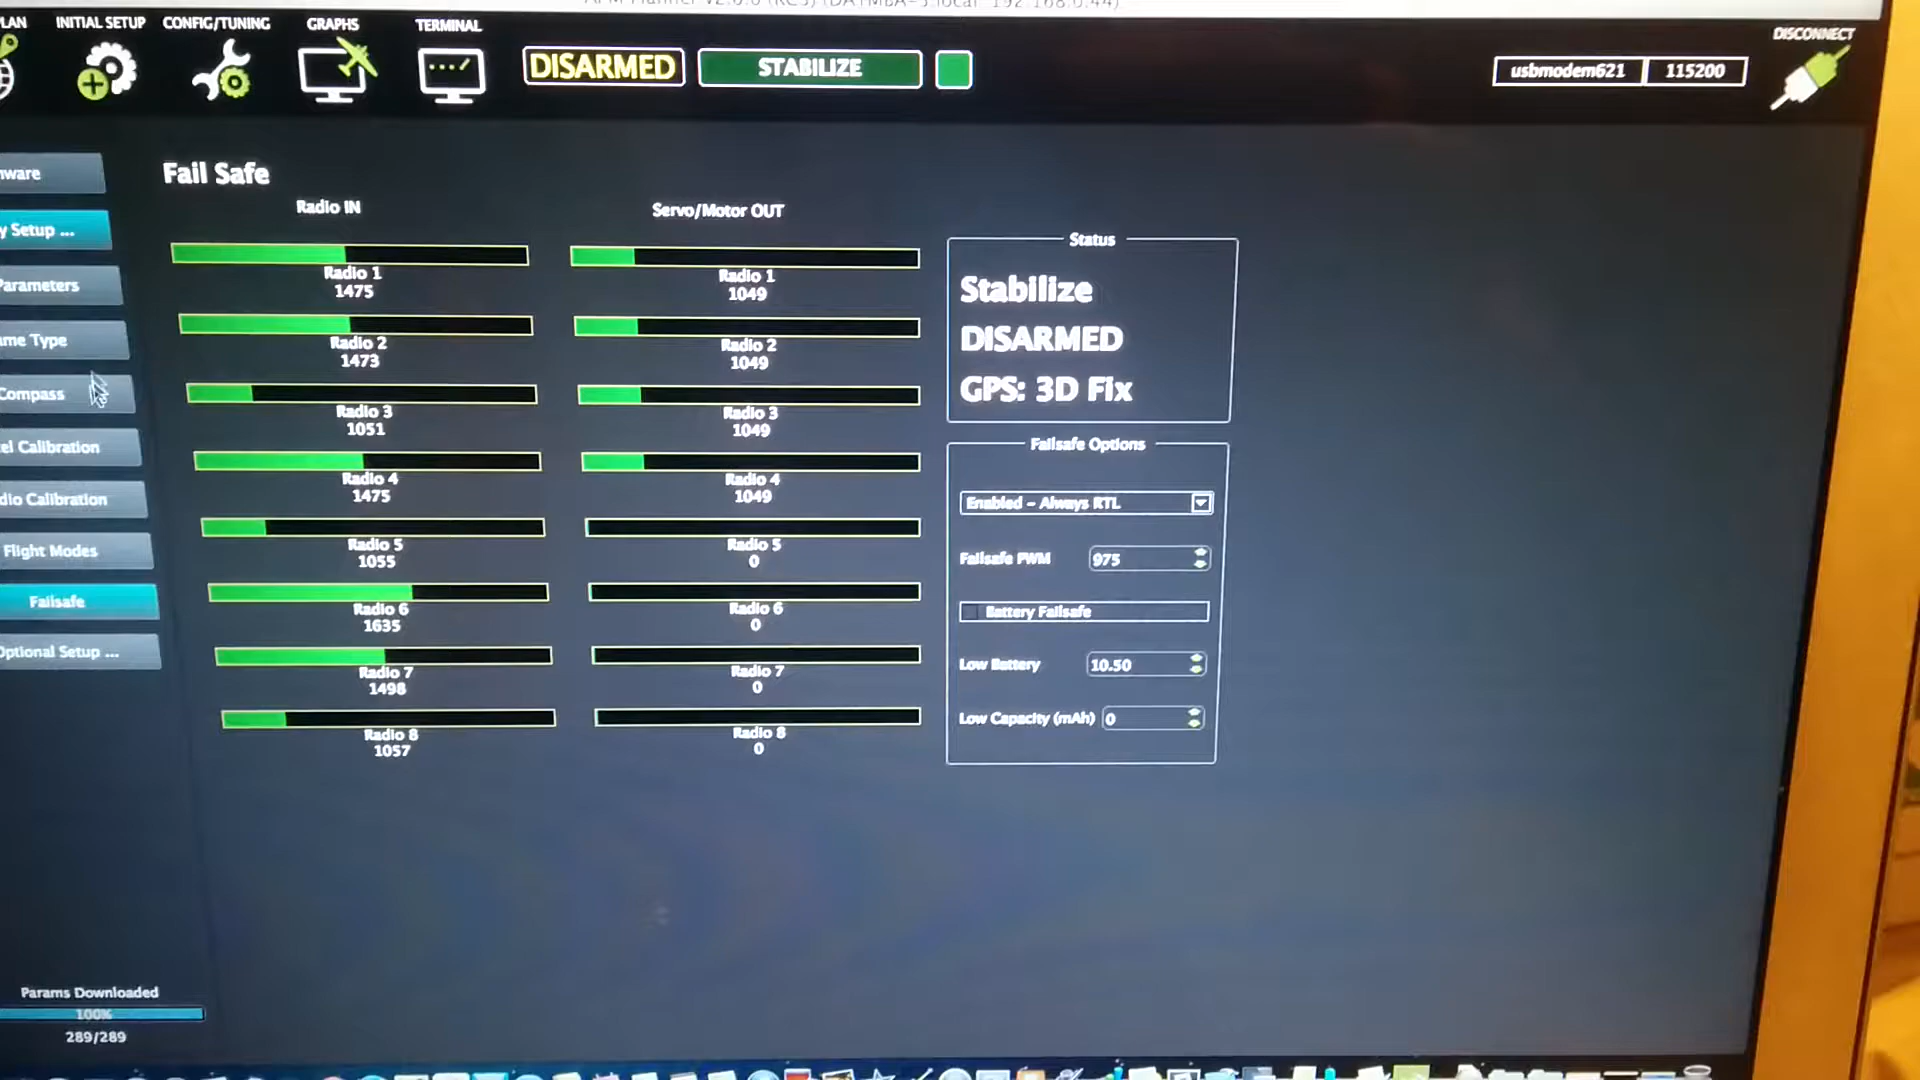 LAN
INITIAL SETUP
CONFIG/TUNING
GRAPHS
TERMINAL
DISARMED
STABILIZE
usbmodem621
115200
DISCONNECT
ware
y Setup ...
Parameters
me Type
Compass
el Calibration
dio Calibration
Flight Modes
Failsafe
Optional Setup ...
Fail Safe
Radio IN
Radio 1
1475
Radio 2
1473
Radio 3
1051
Radio 4
1475
Radio 5
1055
Radio 6
1635
Radio 7
1498
Radio 8
1057
Servo/Motor OUT
Radio 1
1049
Radio 2
1049
Radio 3
1049
Radio 4
1049
Radio 5
0
Radio 6
0
Radio 7
0
Radio 8
0
Status
Stabilize
DISARMED
GPS: 3D Fix
Failsafe Options
Enabled - Always RTL
Failsafe PWM 975
Battery Failsafe
Low Battery 10.50
Low Capacity (mAh) 0
Params Downloaded
100%
289/289